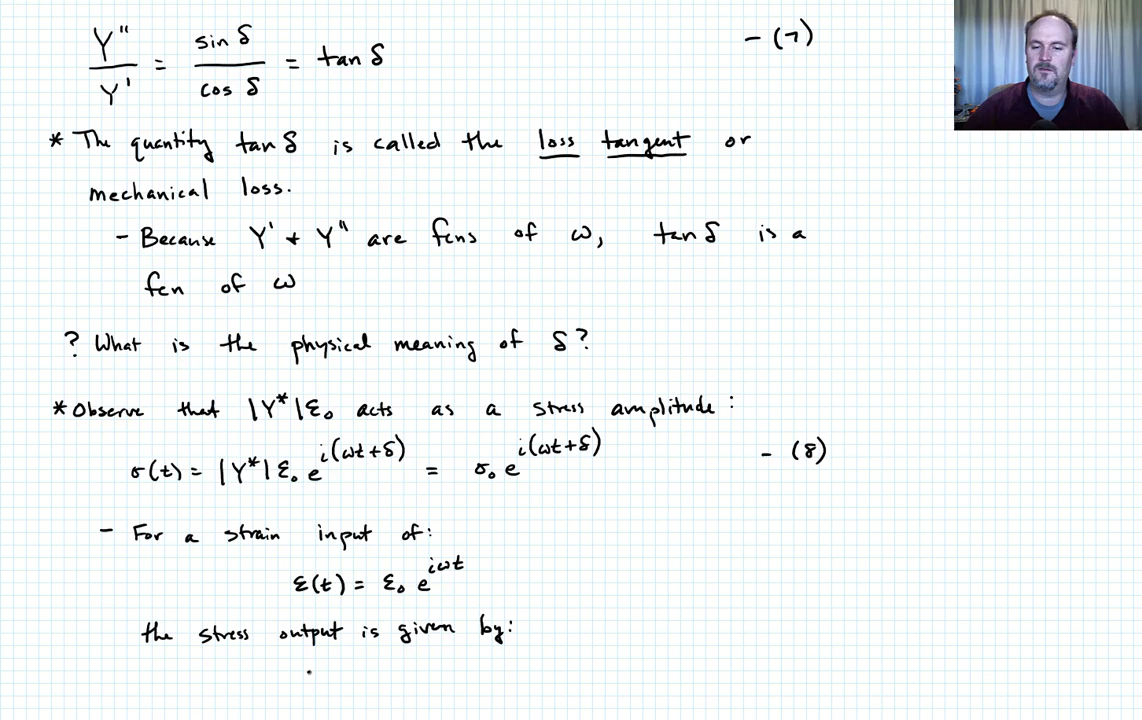 Y" / Y' = sin δ / cos δ = tan δ - (7)
* The quantity tan δ is called the loss tangent or
mechanical loss.
- Because Y' + Y" are fcns of ω, tan δ is a
fcn of ω
? What is the physical meaning of δ?
* Observe that |Y*|ε₀ acts as a stress amplitude:
σ(t) = |Y*| ε₀ e^{i(ωt+δ)} = σ₀ e^{i(ωt+δ)} - (8)
- For a strain input of:
ε(t) = ε₀ e^{iωt}
the stress output is given by: